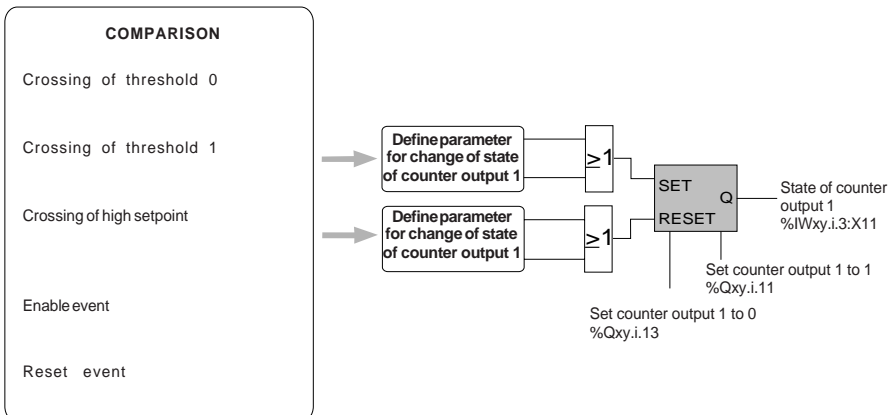 COMPARISON
Crossing of threshold 0
Crossing of threshold 1
Crossing of high setpoint
Enable event
Reset event
Define parameter
for change of state
of counter output 1
≥1
Define parameter
for change of state
of counter output 1
≥1
SET
RESET
Q
State of counter
output 1
%IWxy.i.3:X11
Set counter output 1 to 1
%Qxy.i.11
Set counter output 1 to 0
%Qxy.i.13